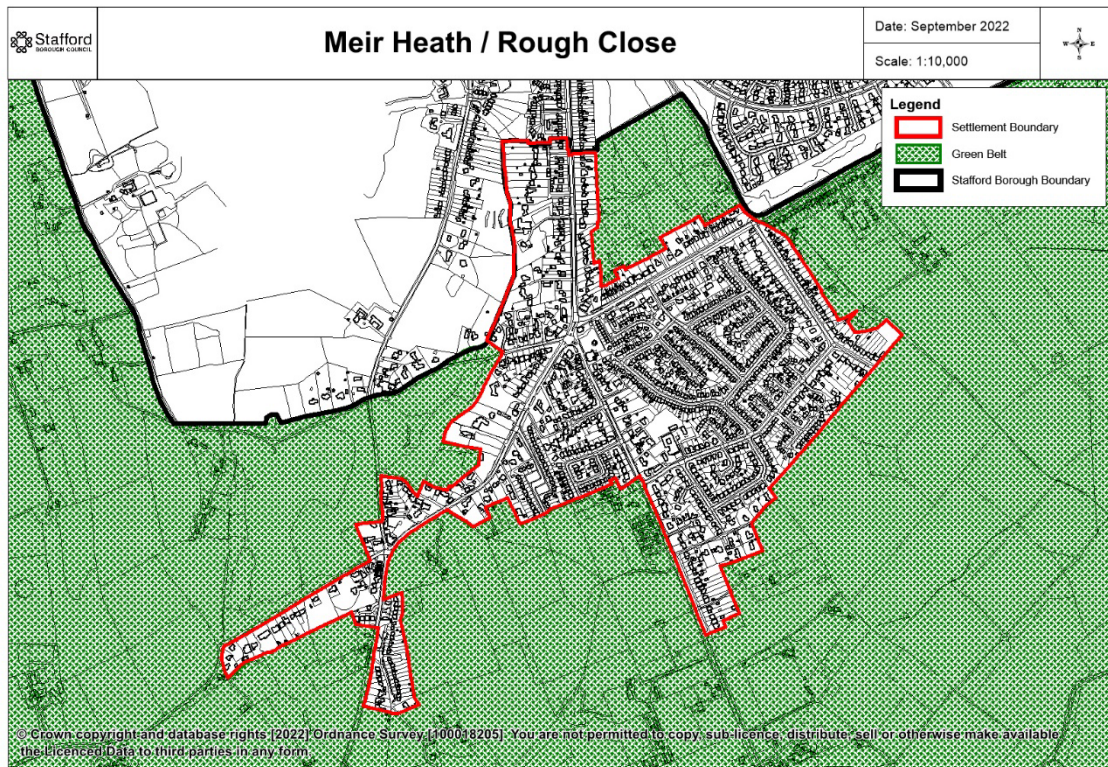 Stafford
BOROUGH COUNCIL
Meir Heath / Rough Close
Date: September 2022
Scale: 1:10,000
N
W E
S
Legend
Settlement Boundary
Green Belt
Stafford Borough Boundary
© Crown copyright and database rights [2022] Ordnance Survey [100018205]. You are not permitted to copy, sub-licence, distribute, sell or otherwise make available
the Licenced Data to third parties in any form.